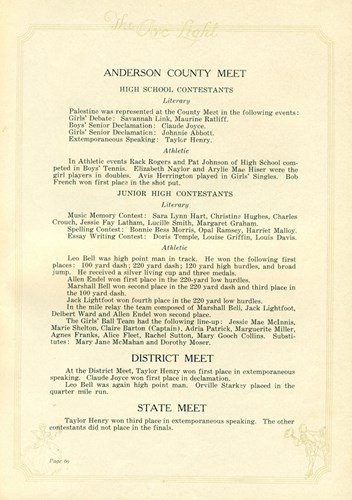 The Arc Light
ANDERSON COUNTY MEET
HIGH SCHOOL CONTESTANTS
Literary
Palestine was represented at the County Meet in the following events:
Girls' Debate: Savannah Link, Maurine Ratliff.
Boys' Senior Declamation: Claude Joyce.
Girls' Senior Declamation: Johnnie Abbott.
Extemporaneous Speaking: Taylor Henry.
Athletic
In Athletic events Rack Rogers and Pat Johnson of High School com-
peted in Boys' Tennis. Elizabeth Naylor and Arylie Mae Hiser were the
girl players in doubles. Avis Herrington played in Girls' Singles. Bob
French won first place in the shot put.
JUNIOR HIGH CONTESTANTS
Literary
Music Memory Contest: Sara Lynn Hart, Christine Hughes, Charles
Crouch, Jessie Fay Latham, Lucille Smith, Margaret Graham.
Spelling Contest: Bonnie Bess Morris, Opal Ramsey, Harriet Malloy.
Essay Writing Contest: Doris Temple, Louise Griffin, Louis Davis.
Athletic
Leo Bell was high point man in track. He won the following first
places: 100 yard dash; 220 yard dash; 120 yard high hurdles, and broad
jump. He received a silver loving cup and three medals.
Allen Endel won first place in the 220-yard low hurdles.
Marshall Bell won second place in the 220 yard dash and third place in
the 100 yard dash.
Jack Lightfoot won fourth place in the 220 yard low hurdles.
In the mile relay the team composed of Marshall Bell, Jack Lightfoot,
Delbert Ward and Allen Endel won second place.
The Girls' Ball Team had the following line-up: Jessie Mae McInnis,
Marie Shelton, Claire Barton (Captain), Adria Patrick, Marguerite Miller,
Agnes Franks, Alice Fleet, Rachel Sutton, Mary Gooch Collins. Substi-
tutes: Mary Jane McMahan and Dorothy Moser.
DISTRICT MEET
At the District Meet, Taylor Henry won first place in extemporaneous
speaking. Claude Joyce won first place in declamation.
Leo Bell was again high point man. Orville Starkey placed in the
quarter mile run.
STATE MEET
Taylor Henry won third place in extemporaneous speaking. The other
contestants did not place in the finals.
Page